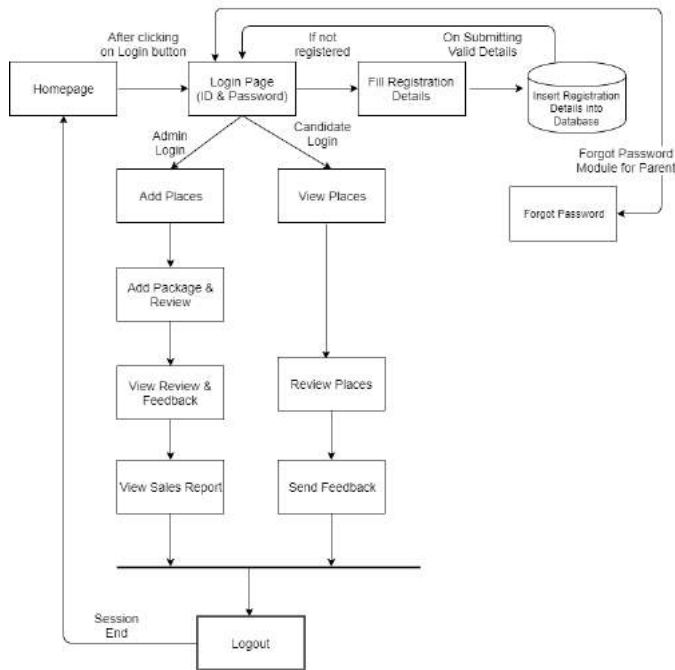 After clicking
on Login button
If not
registered
On Submitting
Valid Details
Homepage
Login Page
(ID & Password)
Fill Registration
Details
Insert Registration
Details into
Database
Admin
Login
Candidate
Login
Forgot Password
Module for Parent
Add Places
View Places
Forgot Password
Add Package &
Review
View Review &
Feedback
Review Places
View Sales Report
Send Feedback
Session
End
Logout